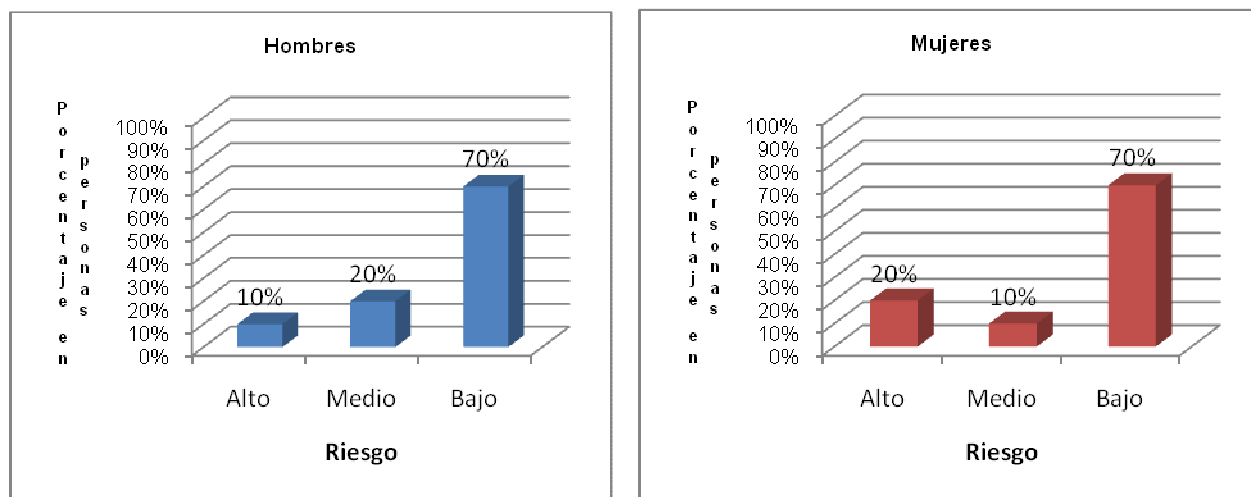 Hombres
Porcentaje en
personas
100%
90%
80%
70%
60%
50%
40%
30%
20%
10%
0%
10%
20%
70%
Alto Medio Bajo
Riesgo
Mujeres
Porcentaje en
personas
100%
90%
80%
70%
60%
50%
40%
30%
20%
10%
0%
20%
10%
70%
Alto Medio Bajo
Riesgo